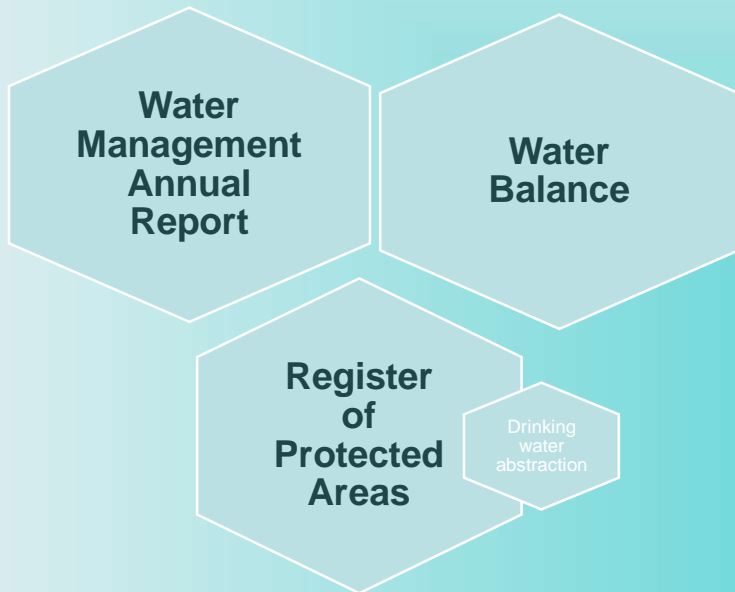 Water
Management
Annual
Report
Water
Balance
Register
of
Protected
Areas
Drinking
water
abstraction